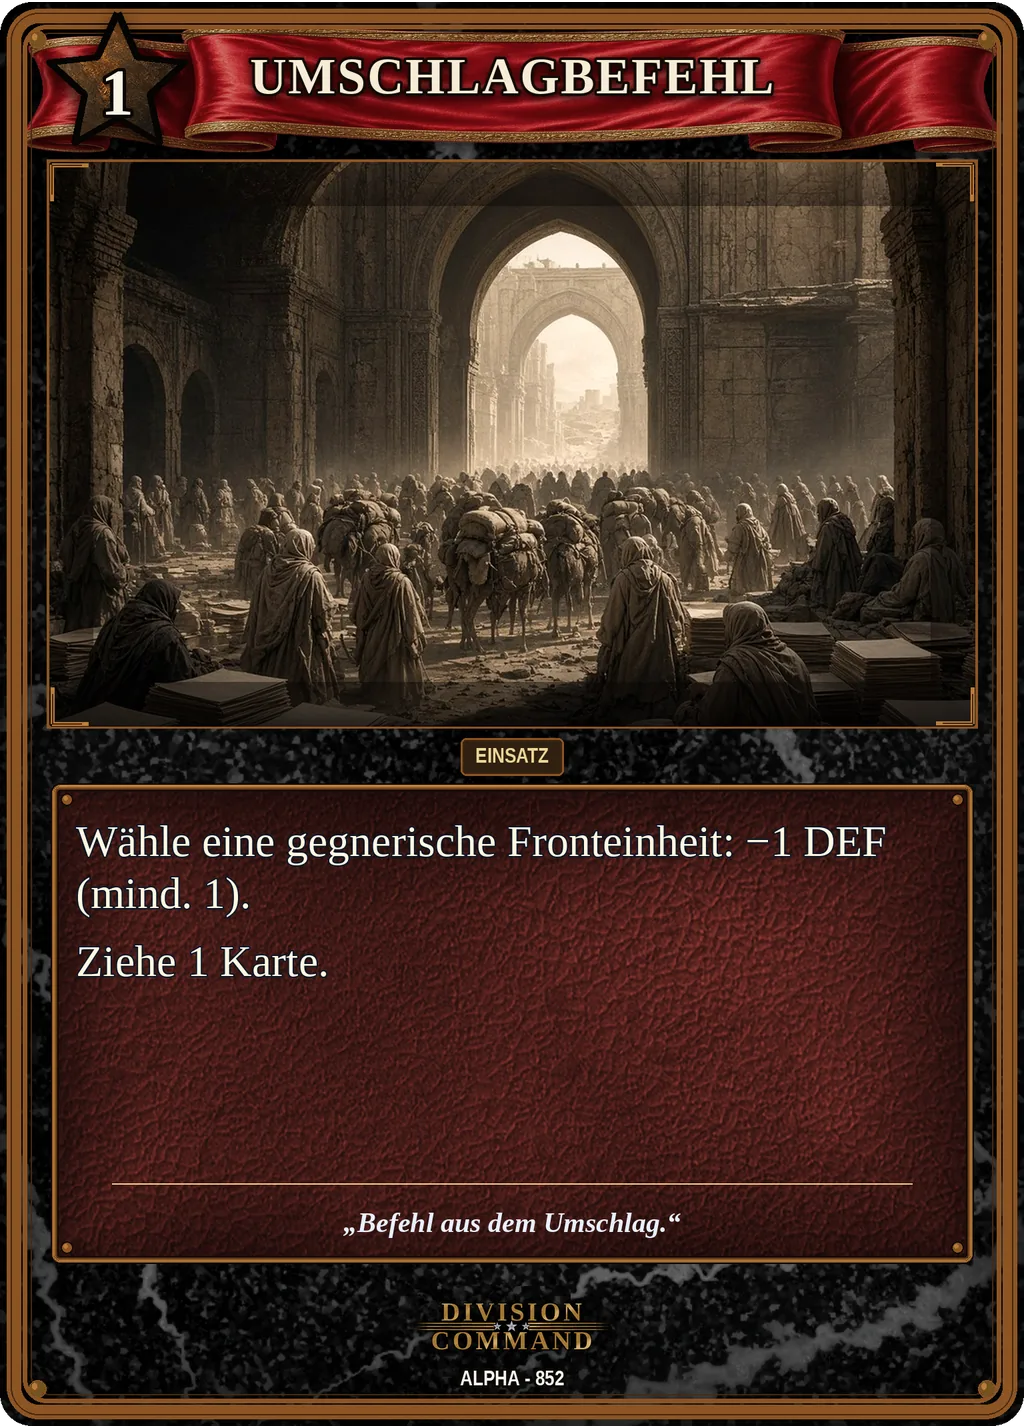 1
UMSCHLAGBEFEHL
EINSATZ
Wähle eine gegnerische Fronteinheit: −1 DEF
(mind. 1).
Ziehe 1 Karte.
„Befehl aus dem Umschlag.“
DIVISION
COMMAND
ALPHA - 852